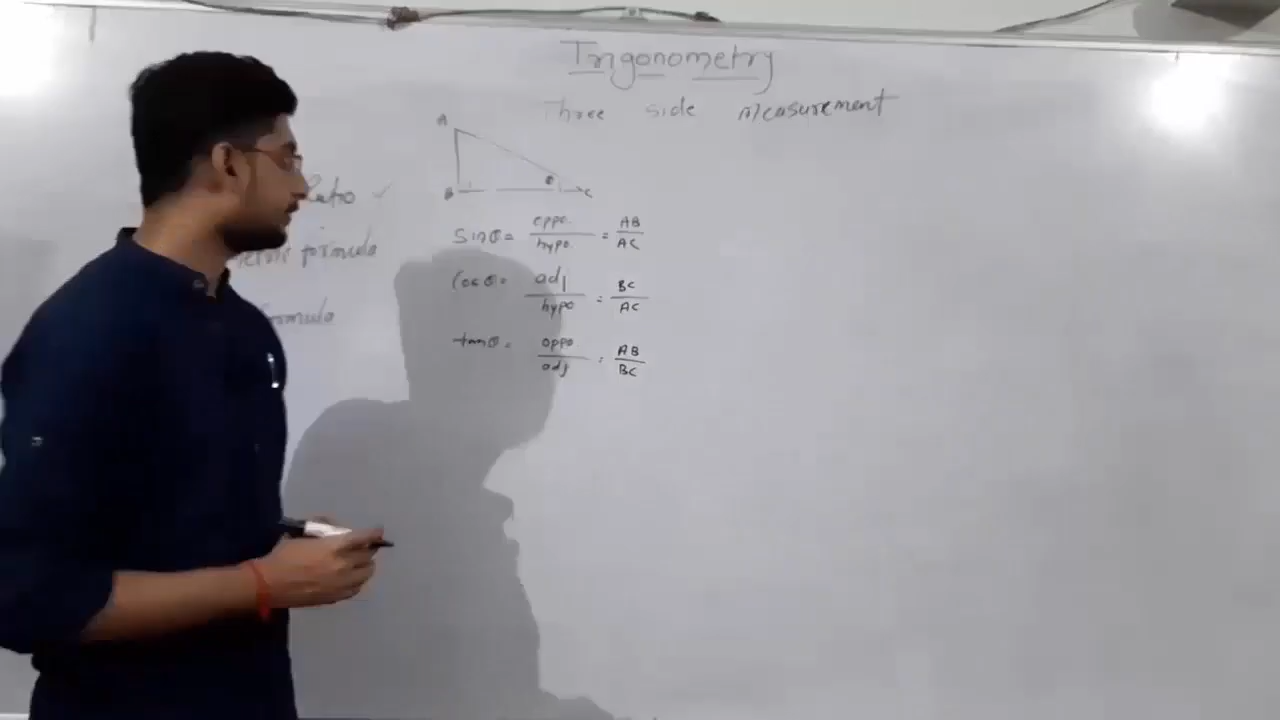 Trigonometry
Three side measurement
A
B θ C
Ratio ✓
formula
formula
Sinθ = oppo. / hypo. = AB / AC
Cosθ = adj / hypo = BC / AC
tanθ = oppo / adj = AB / BC